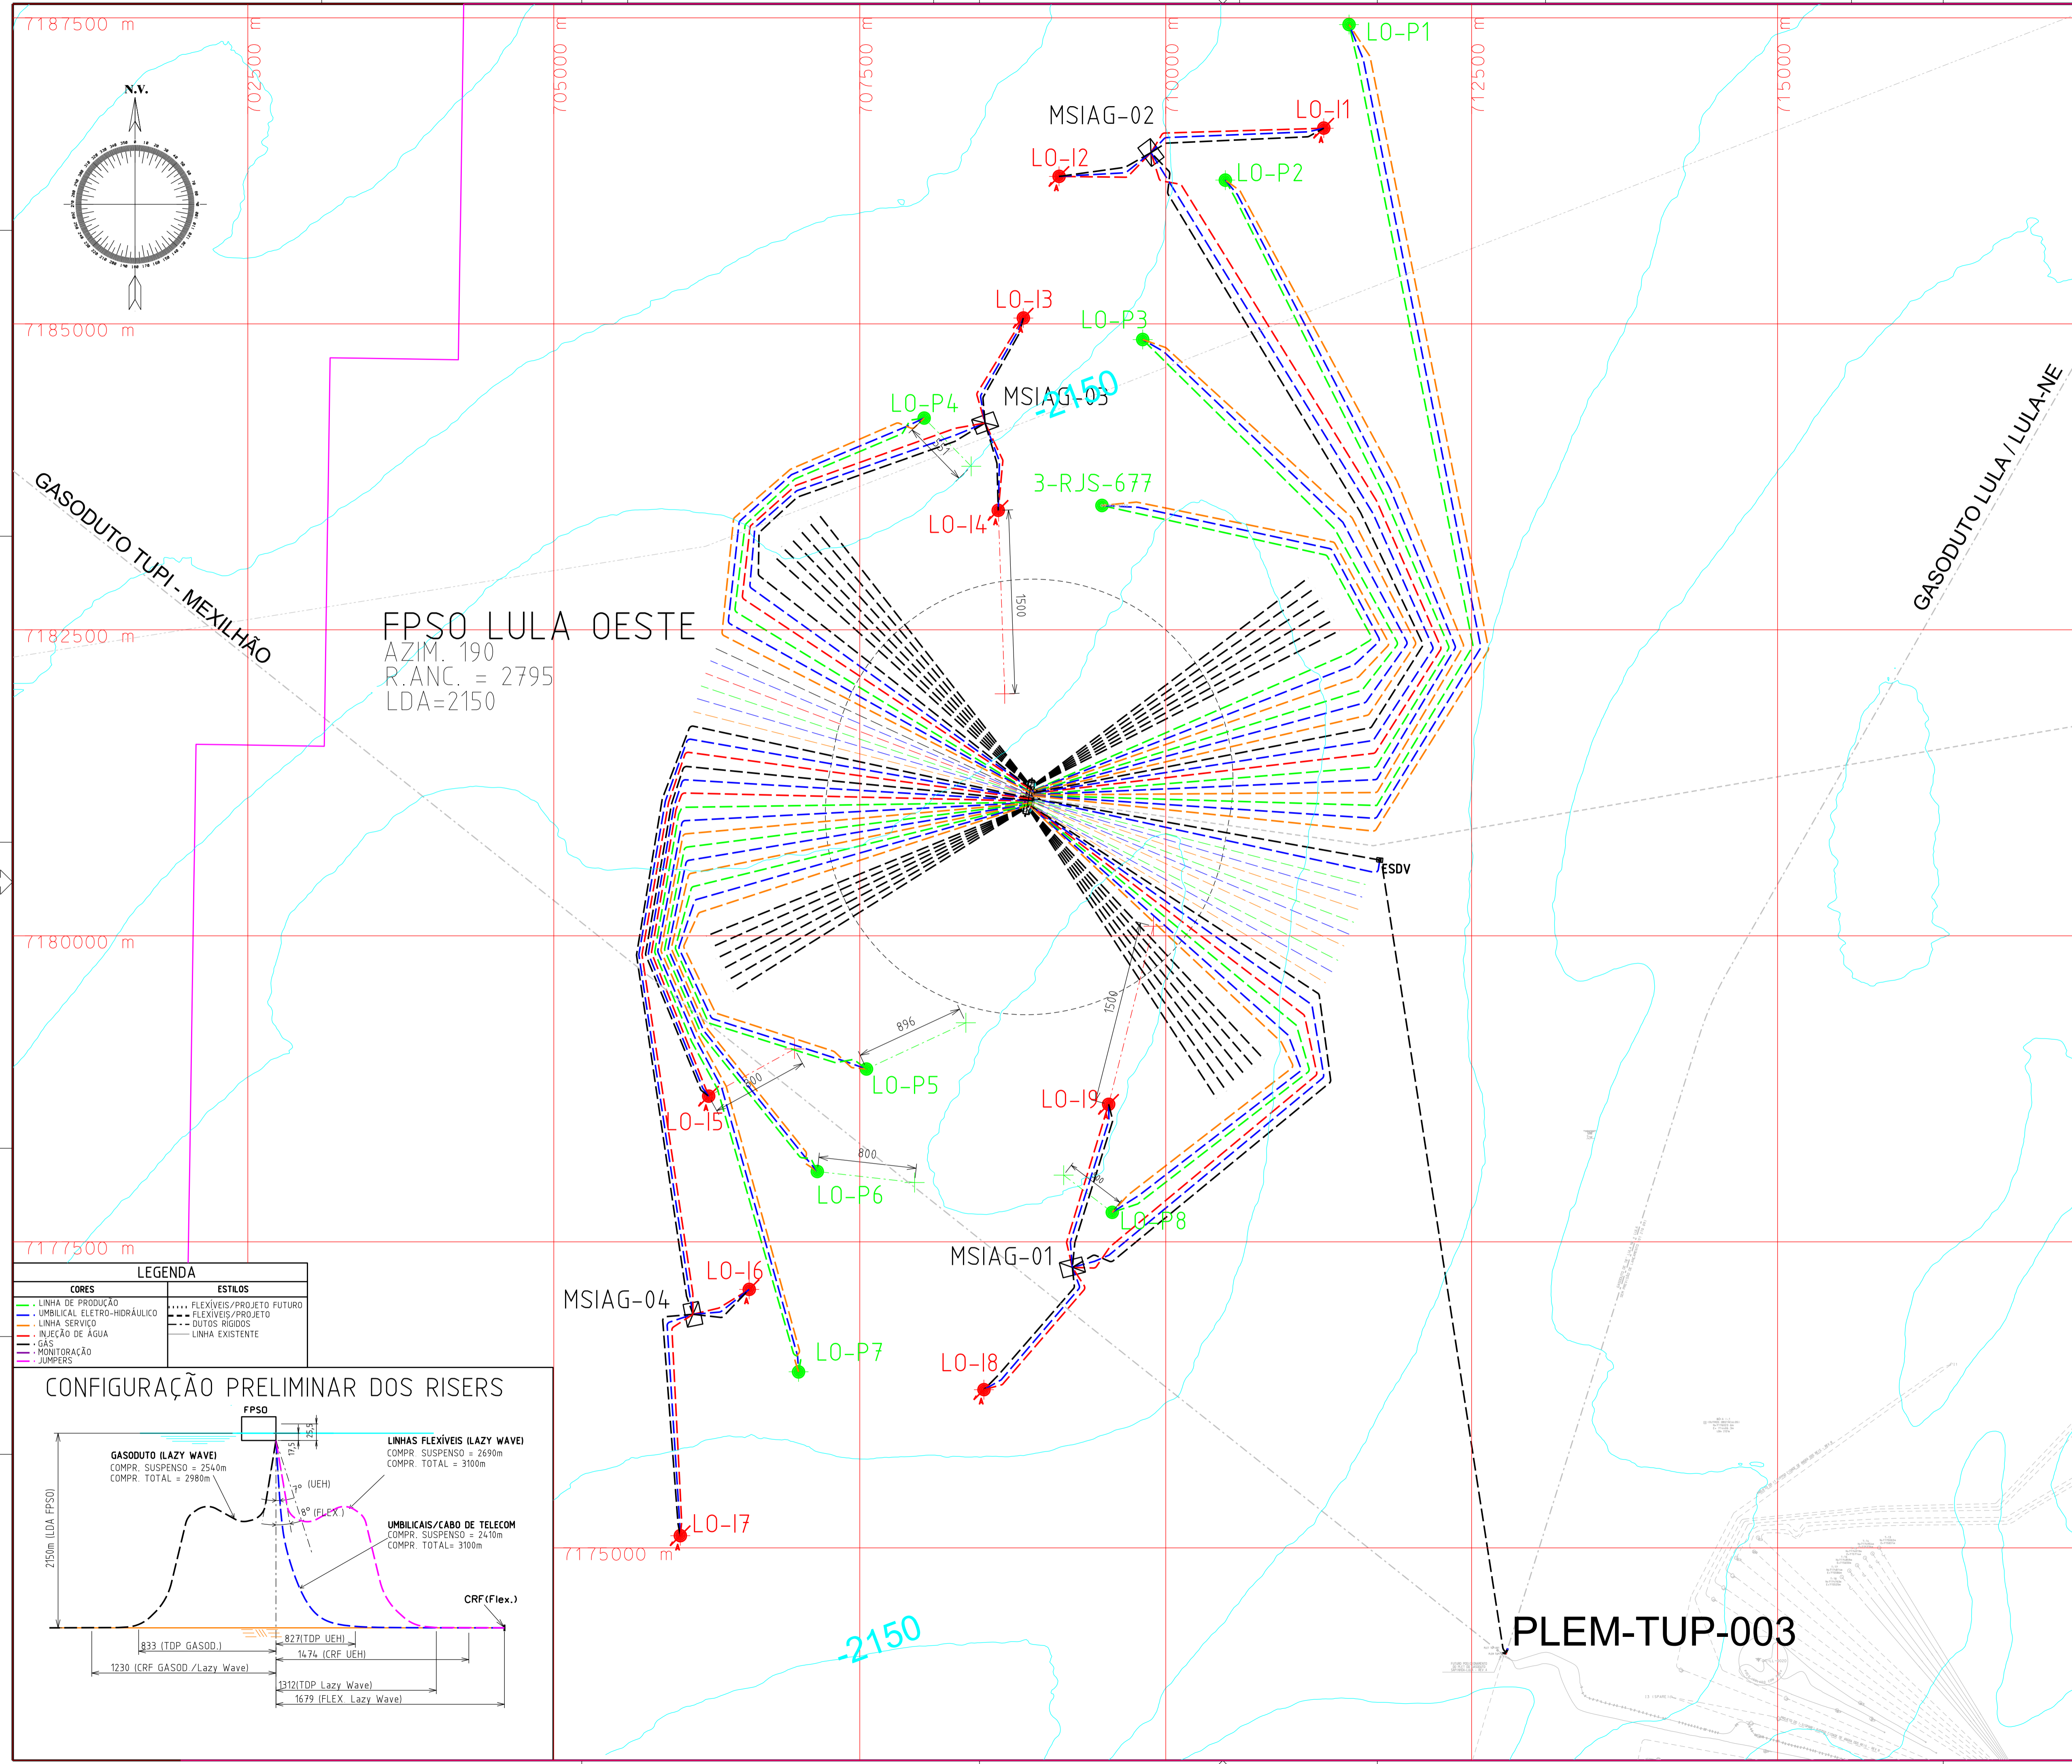 7187500 m
702500 m
705000 m
707500 m
710000 m
712500 m
715000 m
N.V.
LO-P1
MSIAG-02
LO-I1
LO-I2
LO-P2
LO-I3
LO-P3
7185000 m
MSIAG-03
-2150
LO-P4
3-RJS-677
LO-I4
1500
GASODUTO LULA / LULA-NE
GASODUTO TUPI - MEXILHÃO
FPSO LULA OESTE
AZIM. 190
R.ANC. = 2795
LDA=2150
7182500 m
ESDV
7180000 m
1500
896
LO-P5
LO-I5
LO-I9
800
LO-P6
LO-P8
7177500 m
MSIAG-01
LO-I6
MSIAG-04
LO-P7
LO-I8
LO-I7
7175000 m
-2150
PLEM-TUP-003
LEGENDA
CORES
ESTILOS
LINHA DE PRODUÇÃO
UMBILICAL ELETRO-HIDRÁULICO
LINHA SERVIÇO
INJEÇÃO DE ÁGUA
GÁS
MONITORAÇÃO
JUMPERS
FLEXÍVEIS/PROJETO FUTURO
FLEXÍVEIS/PROJETO
DUTOS RÍGIDOS
LINHA EXISTENTE
CONFIGURAÇÃO PRELIMINAR DOS RISERS
FPSO
25,5
17,5
LINHAS FLEXÍVEIS (LAZY WAVE)
COMPR. SUSPENSO = 2690m
COMPR. TOTAL = 3100m
GASODUTO (LAZY WAVE)
COMPR. SUSPENSO = 2540m
COMPR. TOTAL = 2980m
7° (UEH)
8° (FLEX.)
UMBILICAIS/CABO DE TELECOM
COMPR. SUSPENSO = 2410m
COMPR. TOTAL= 3100m
2150m (LDA FPSO)
CRF(Flex.)
833 (TDP GASOD.)
827(TDP UEH)
1474 (CRF UEH)
1230 (CRF GASOD./Lazy Wave)
1312(TDP Lazy Wave)
1679 (FLEX. Lazy Wave)